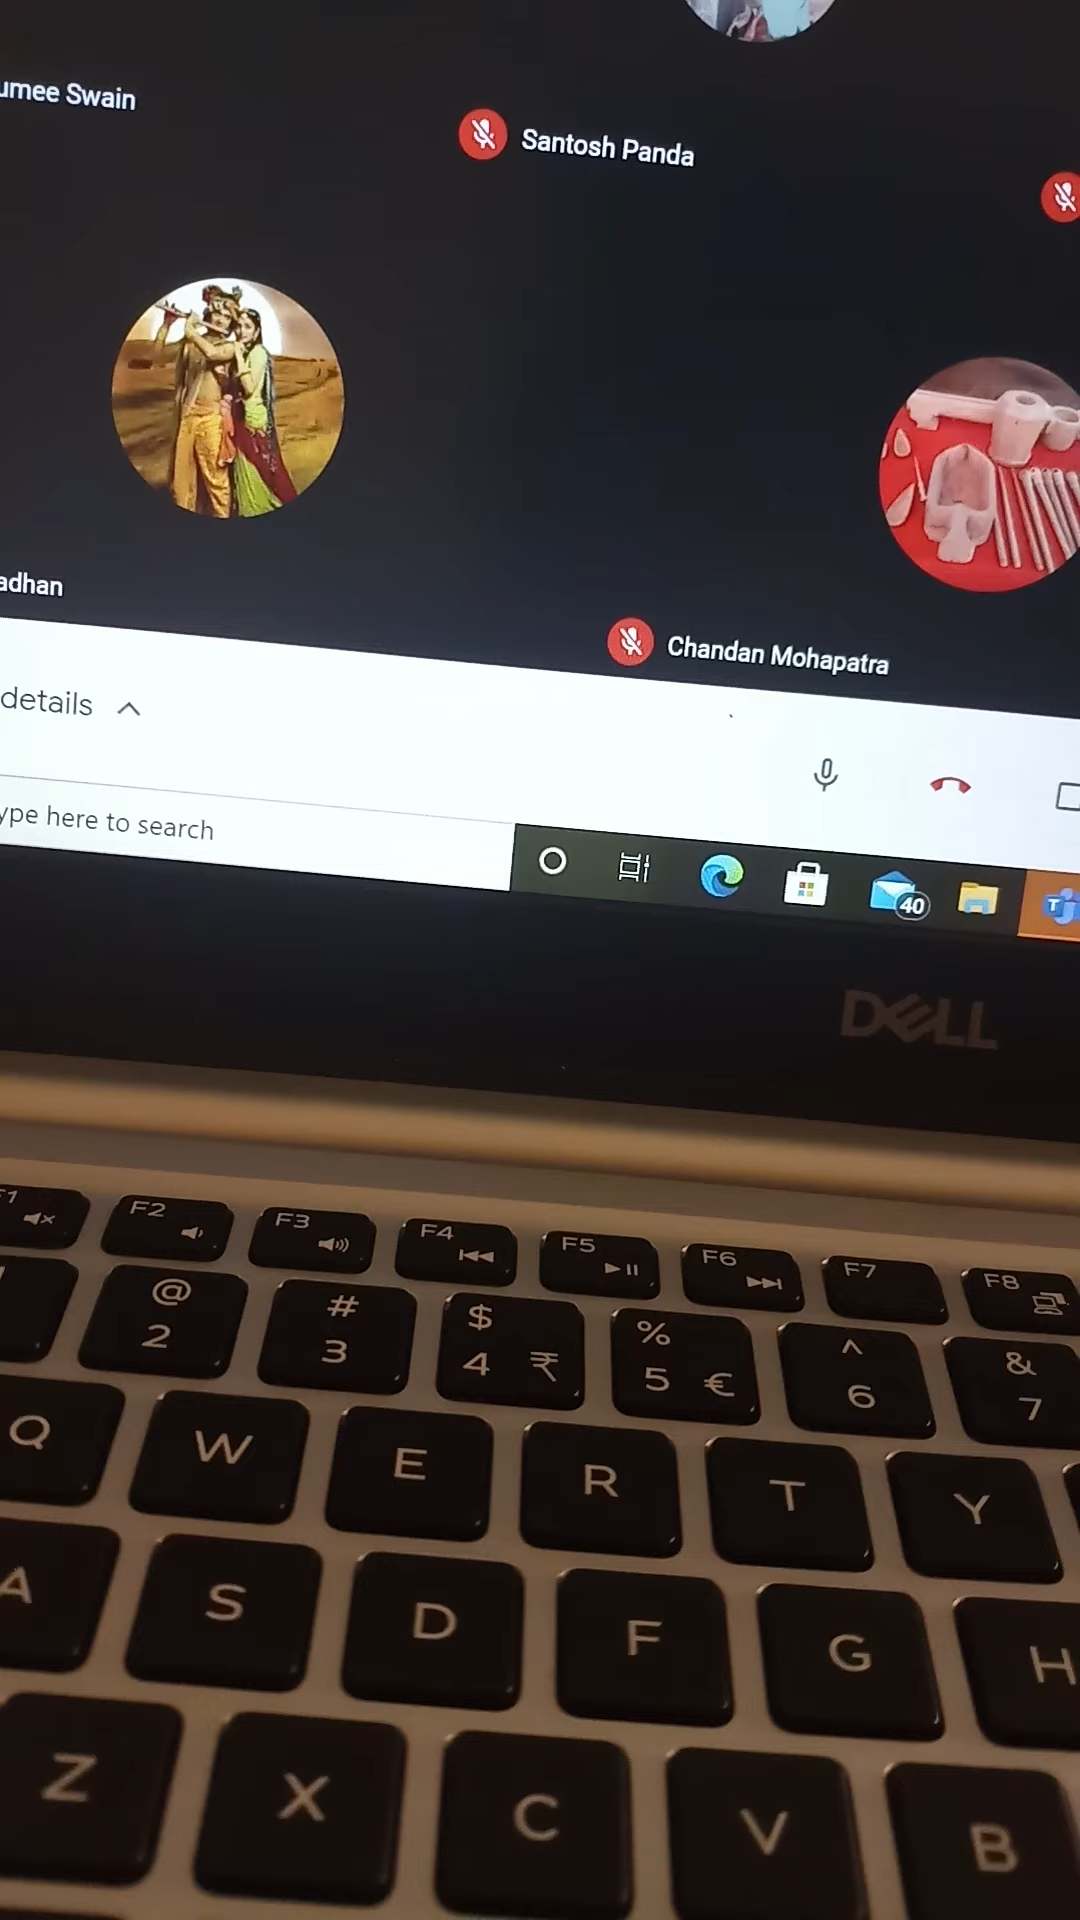 umee Swain
Santosh Panda
adhan
Chandan Mohapatra
details
ype here to search
40
T
DELL
F1 F2 F3 F4 F5 F6 F7 F8
@ # $ % ^ &
2 3 4 ₹ 5 € 6 7
Q W E R T Y
A S D F G H
Z X C V B